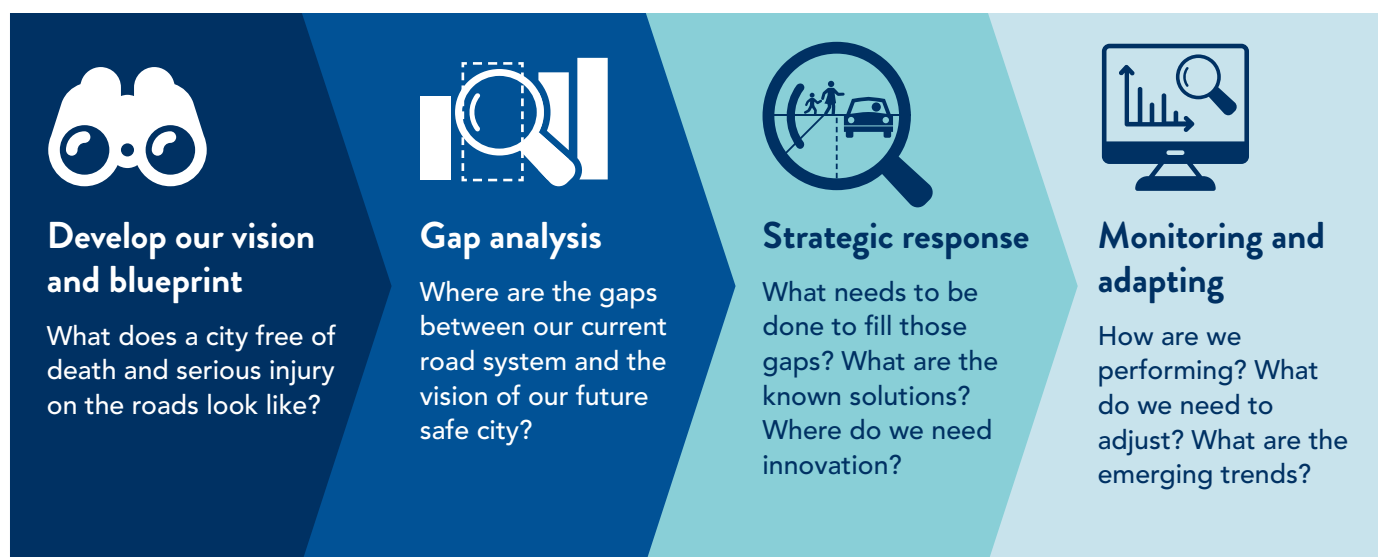 Develop our vision
and blueprint
What does a city free of
death and serious injury
on the roads look like?
Gap analysis
Where are the gaps
between our current
road system and the
vision of our future
safe city?
Strategic response
What needs to be
done to fill those
gaps? What are the
known solutions?
Where do we need
innovation?
Monitoring and
adapting
How are we
performing? What
do we need to
adjust? What are the
emerging trends?